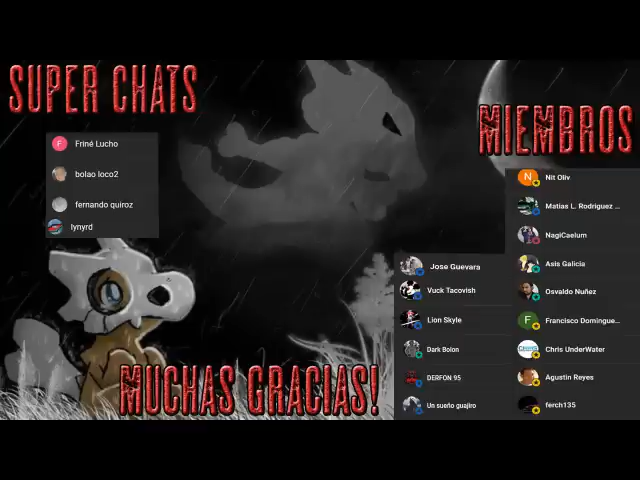 SUPER CHATS
F Friné Lucho
bolao loco2
fernando quiroz
lynyrd
MIEMBROS
N Nit Oliv
Matias L. Rodriguez ...
NagiCaelum
Asis Galicia
Osvaldo Nuñez
F Francisco Domingue...
Chris UnderWater
Agustin Reyes
ferch135
Jose Guevara
Vuck Tacovish
Lion Skyle
Dark Bolon
DERFON 95
Un sueño guajiro
MUCHAS GRACIAS!